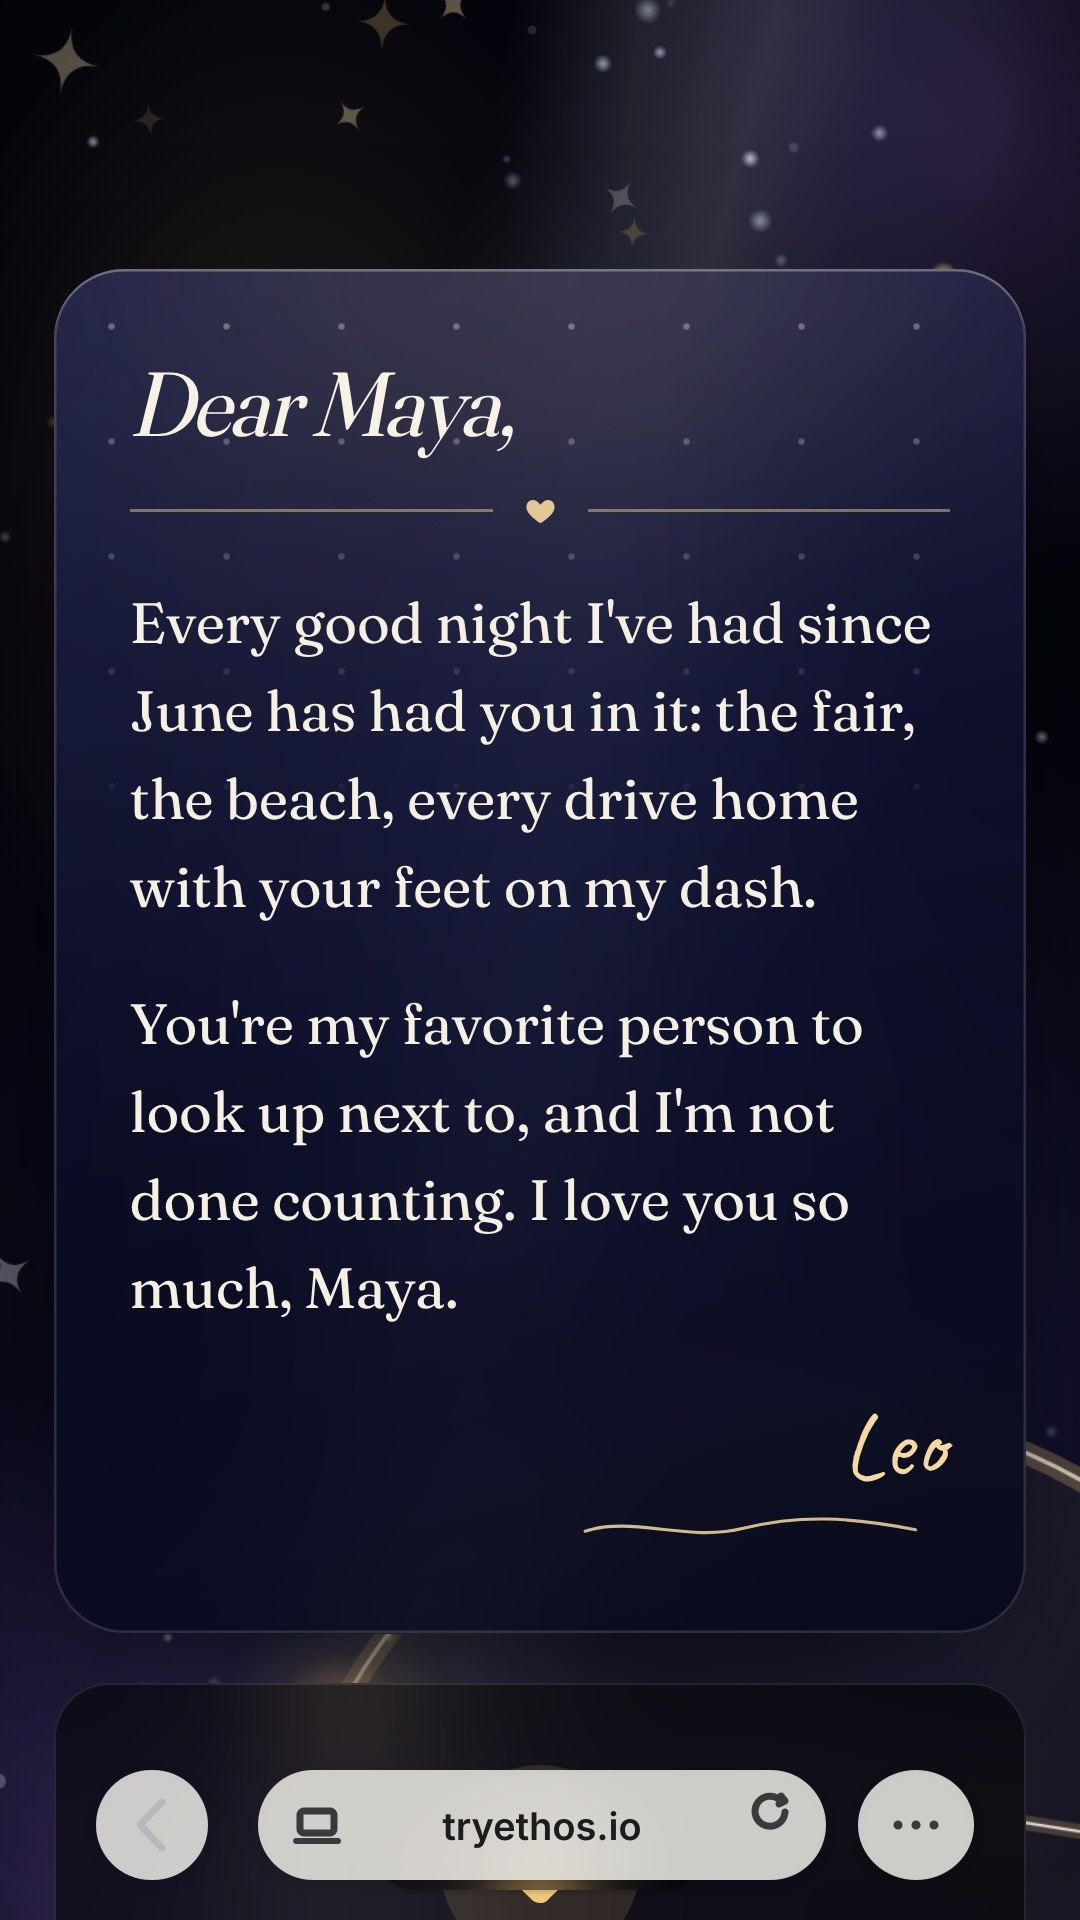 Dear Maya,
Every good night I've had since
June has had you in it: the fair,
the beach, every drive home
with your feet on my dash.
You're my favorite person to
look up next to, and I'm not
done counting. I love you so
much, Maya.
Leo
tryethos.io